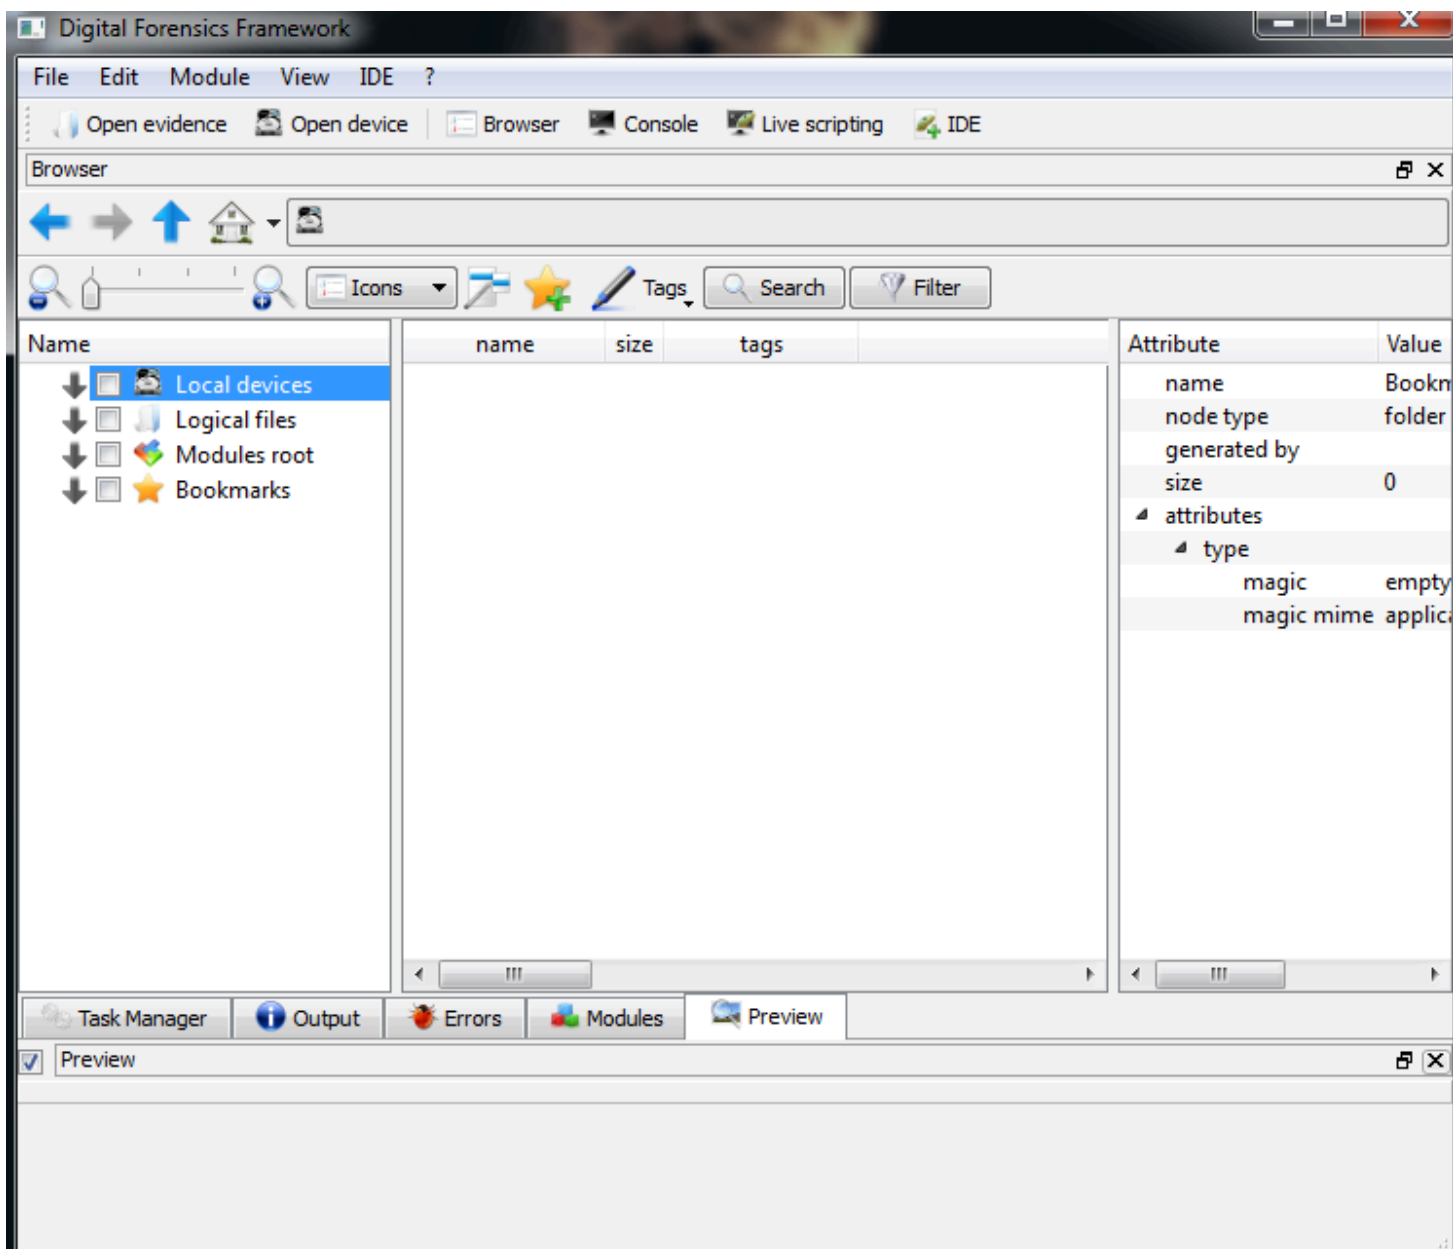 Digital Forensics Framework
File Edit Module View IDE ?
Open evidence Open device Browser Console Live scripting IDE
Browser
Icons Tags Search Filter
Name name size tags Attribute Value
Local devices name
Logical files node type folder
Modules root generated by
Bookmarks size 0
attributes
type
magic empty
magic mime
Task Manager Output Errors Modules Preview
Preview